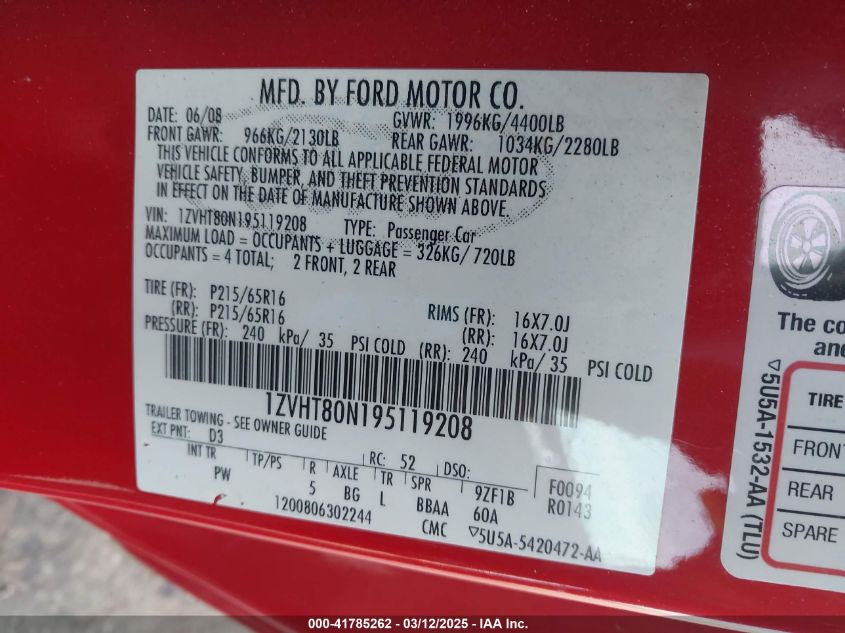 MFD. BY FORD MOTOR CO.
DATE: 06/08 GVWR: 1996KG/4400LB
FRONT GAWR: 966KG/2130LB REAR GAWR: 1034KG/2280LB
THIS VEHICLE CONFORMS TO ALL APPLICABLE FEDERAL MOTOR
VEHICLE SAFETY, BUMPER, AND THEFT PREVENTION STANDARDS
IN EFFECT ON THE DATE OF MANUFACTURE SHOWN ABOVE.
VIN: 1ZVHT80N195119208 TYPE: Passenger Car
MAXIMUM LOAD = OCCUPANTS + LUGGAGE = 326KG/ 720LB
OCCUPANTS = 4 TOTAL; 2 FRONT, 2 REAR
TIRE (FR): P215/65R16 RIMS (FR): 16X7.0J
(RR): P215/65R16 (RR): 16X7.0J
PRESSURE (FR): 240 kPa/ 35 PSI COLD (RR): 240 kPa/ 35 PSI COLD
1ZVHT80N195119208
TRAILER TOWING - SEE OWNER GUIDE
EXT PNT: D3 RC: 52 DSO:
INT TR TP/PS R AXLE TR SPR 9ZF1B F0094
PW 5 BG L BBAA 60A R0143
1200806302244 CMC ▽5U5A-5420472-AA
The co
and
▽5U5A-1532-AA (TLU)
TIRE
FRONT
REAR
SPARE
000-41785262 - 03/12/2025 - IAA Inc.